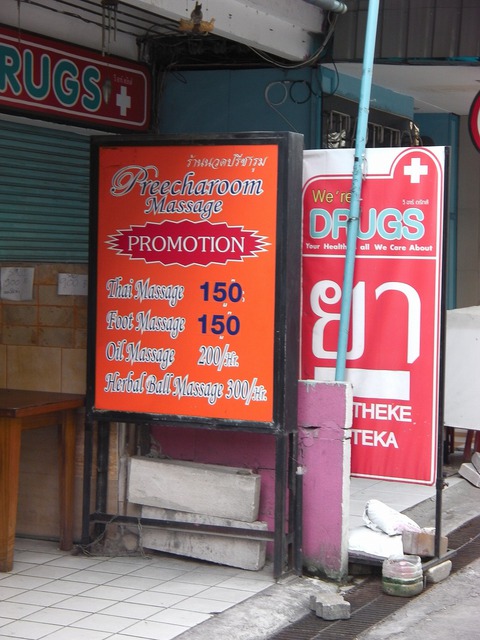 RUGS
ร้านนวดปรีชารม
Preecharoom
Massage
PROMOTION
Thai Massage 150
Foot Massage 150
Oil Massage 200/Hr.
Herbal Ball Massage 300/Hr.
We're
DRUGS
Your Health all We Care About
ยา
THEKE
TEKA